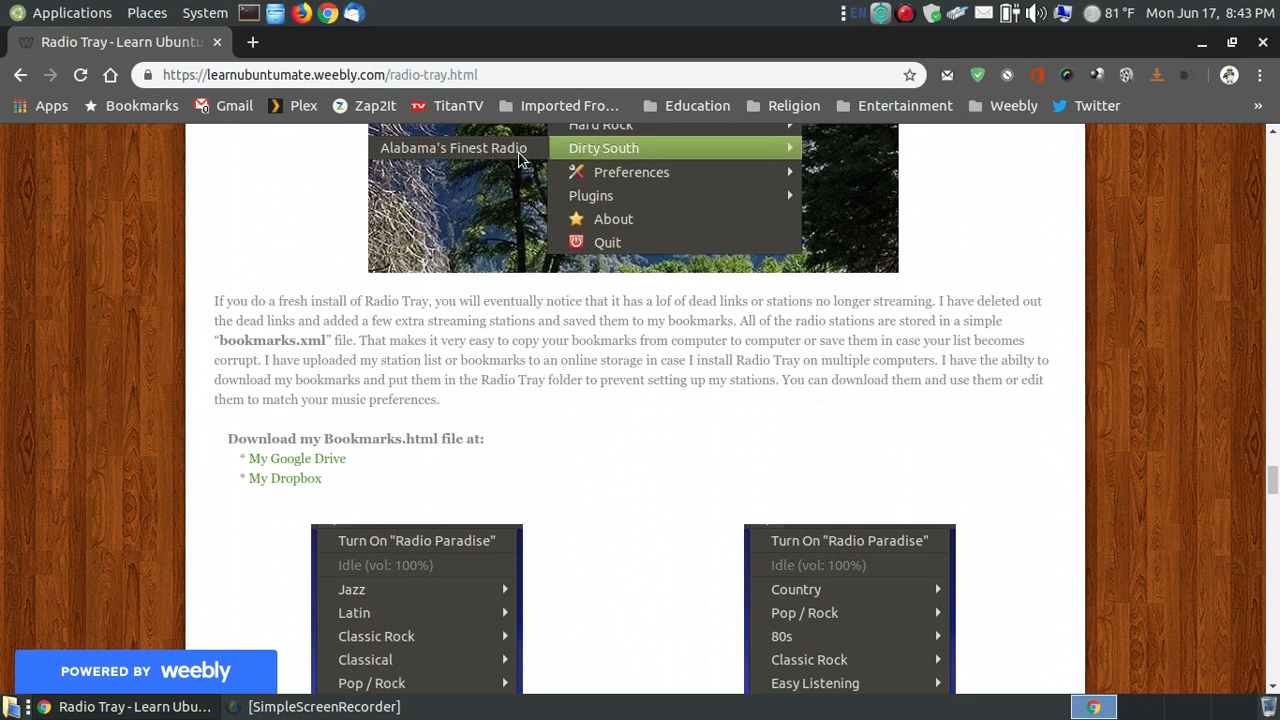 Applications Places System EN 81 °F Mon Jun 17, 8:43 PM
Radio Tray - Learn Ubuntu
https://learnubuntumate.weebly.com/radio-tray.html
Apps Bookmarks Gmail Plex Zap2It TitanTV Imported Fro... Education Religion Entertainment Weebly Twitter »
Hard Rock
Alabama's Finest Radio Dirty South
Preferences
Plugins
About
Quit
If you do a fresh install of Radio Tray, you will eventually notice that it has a lof of dead links or stations no longer streaming. I have deleted out
the dead links and added a few extra streaming stations and saved them to my bookmarks. All of the radio stations are stored in a simple
“bookmarks.xml” file. That makes it very easy to copy your bookmarks from computer to computer or save them in case your list becomes
corrupt. I have uploaded my station list or bookmarks to an online storage in case I install Radio Tray on multiple computers. I have the abilty to
download my bookmarks and put them in the Radio Tray folder to prevent setting up my stations. You can download them and use them or edit
them to match your music preferences.
Download my Bookmarks.html file at:
* My Google Drive
* My Dropbox
Turn On "Radio Paradise" Turn On "Radio Paradise"
Idle (vol: 100%) Idle (vol: 100%)
Jazz Country
Latin Pop / Rock
Classic Rock 80s
Classical Classic Rock
Pop / Rock Easy Listening
POWERED BY weebly
Radio Tray - Learn Ubu... [SimpleScreenRecorder]